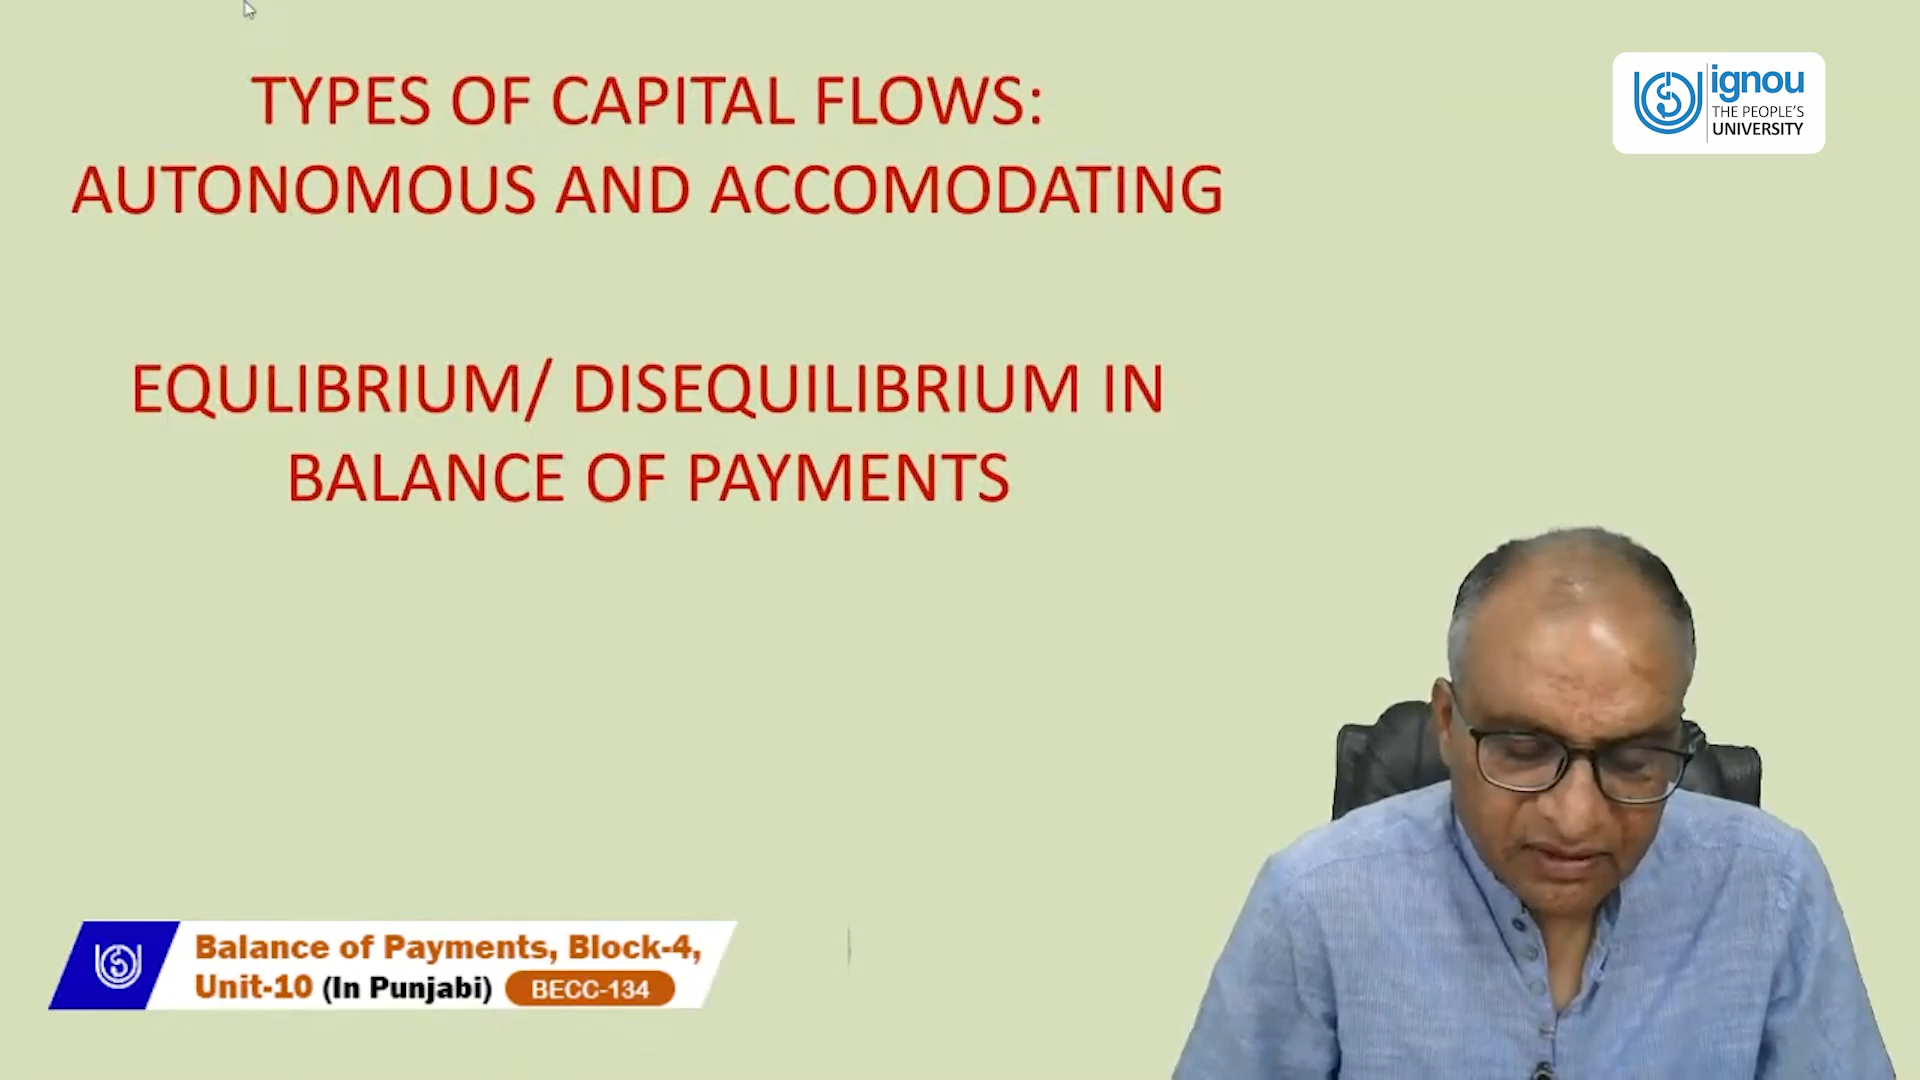 TYPES OF CAPITAL FLOWS:
AUTONOMOUS AND ACCOMODATING
EQULIBRIUM/ DISEQUILIBRIUM IN
BALANCE OF PAYMENTS
ignou
THE PEOPLE'S
UNIVERSITY
Balance of Payments, Block-4,
Unit-10 (In Punjabi) BECC-134